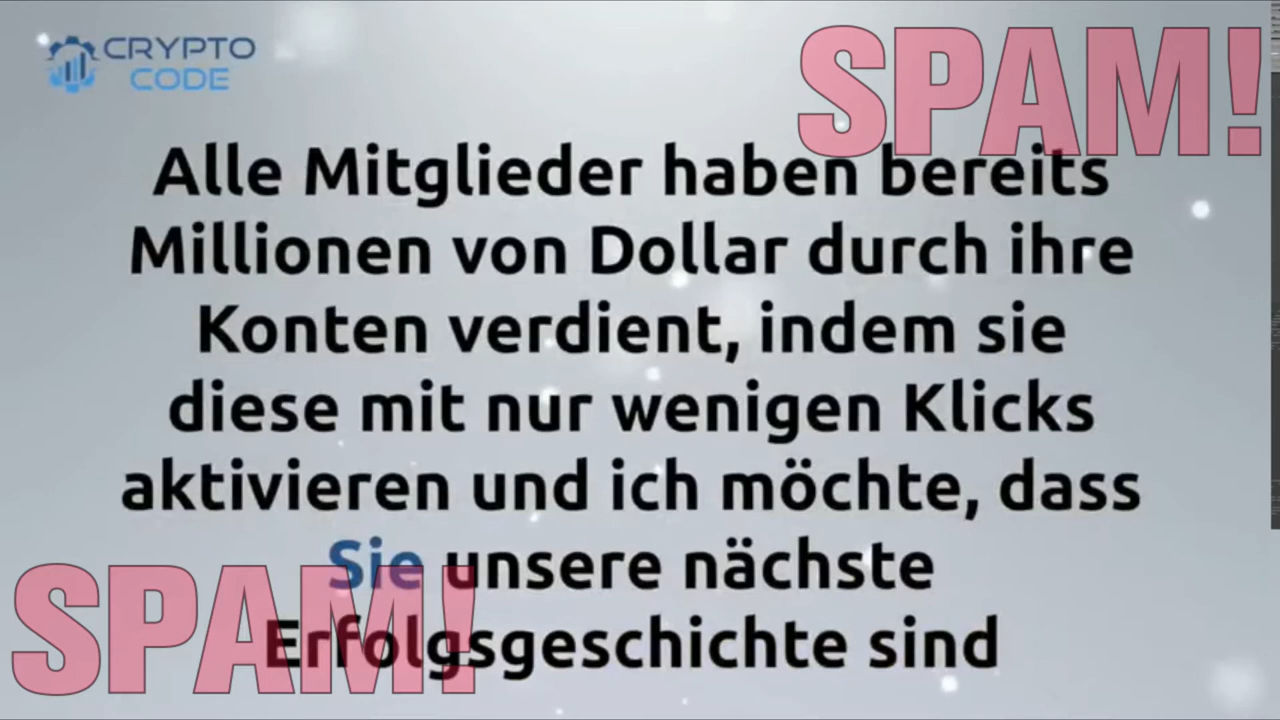 CRYPTO
CODE
SPAM!
Alle Mitglieder haben bereits
Millionen von Dollar durch ihre
Konten verdient, indem sie
diese mit nur wenigen Klicks
aktivieren und ich möchte, dass
Sie unsere nächste
Erfolgsgeschichte sind
SPAM!